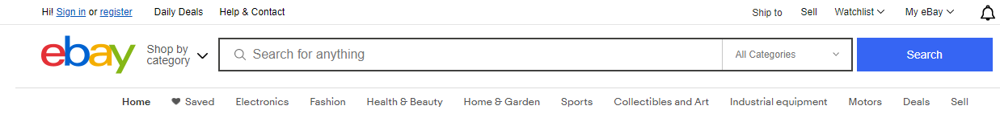 Hi! Sign in or register Daily Deals Help & Contact Ship to Sell Watchlist My eBay
ebay
Shop by
category
Search for anything All Categories Search
Home Saved Electronics Fashion Health & Beauty Home & Garden Sports Collectibles and Art Industrial equipment Motors Deals Sell